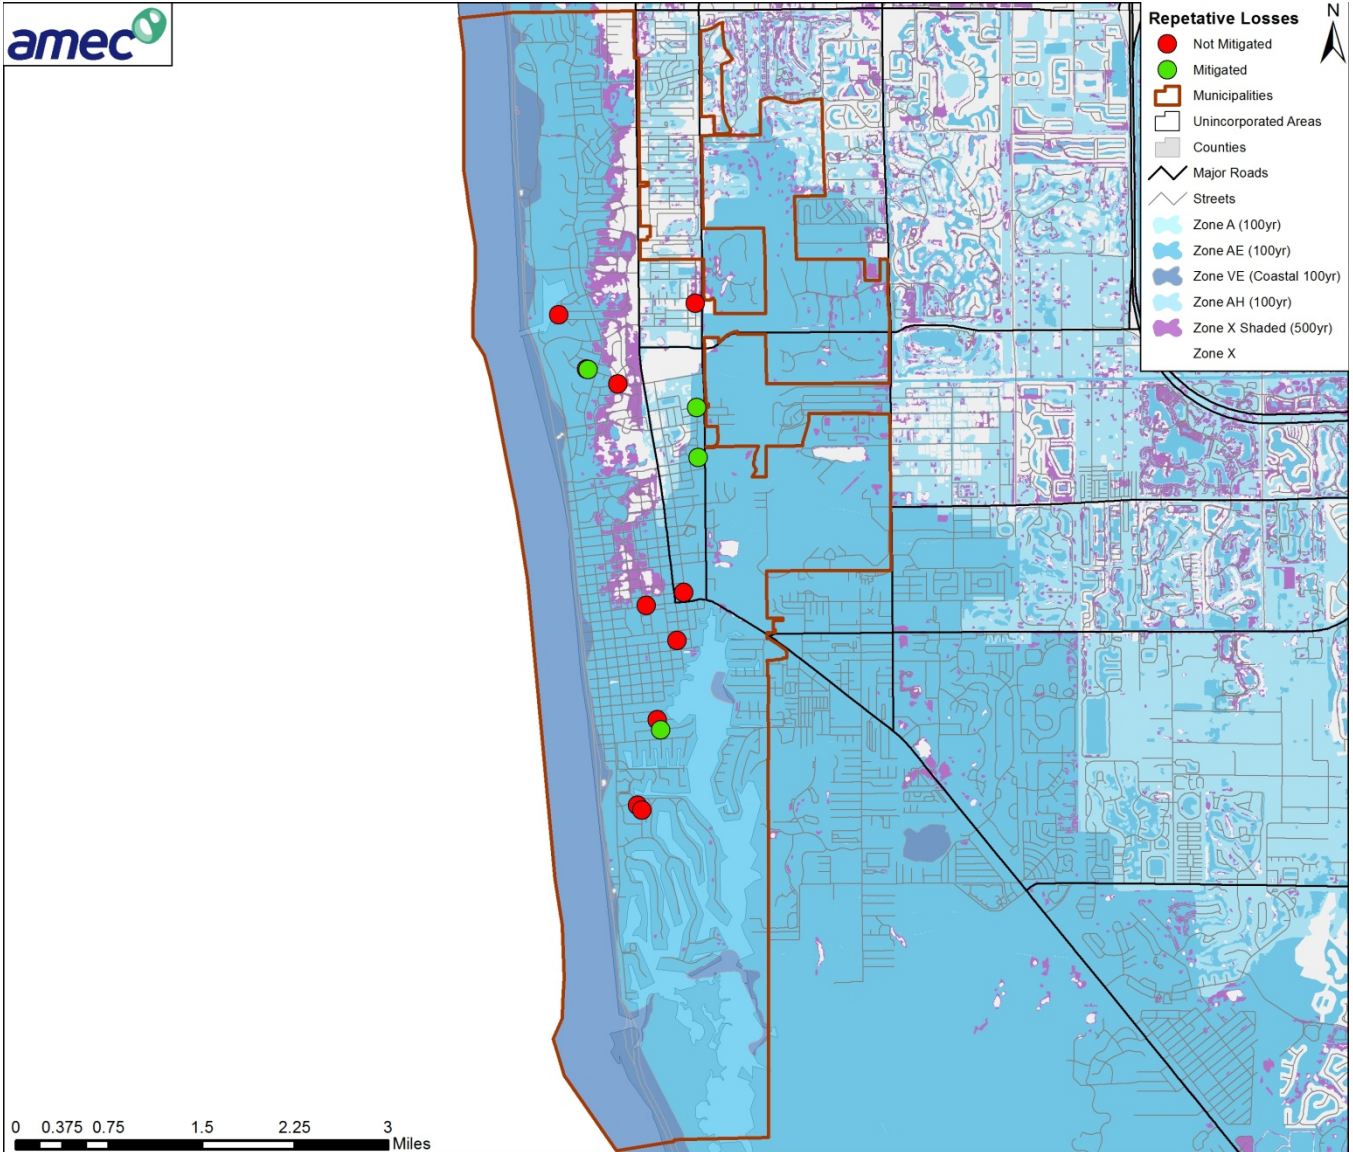 amec
Repetative Losses
Not Mitigated
Mitigated
Municipalities
Unincorporated Areas
Counties
Major Roads
Streets
Zone A (100yr)
Zone AE (100yr)
Zone VE (Coastal 100yr)
Zone AH (100yr)
Zone X Shaded (500yr)
Zone X
N
0 0.375 0.75 1.5 2.25 3
Miles